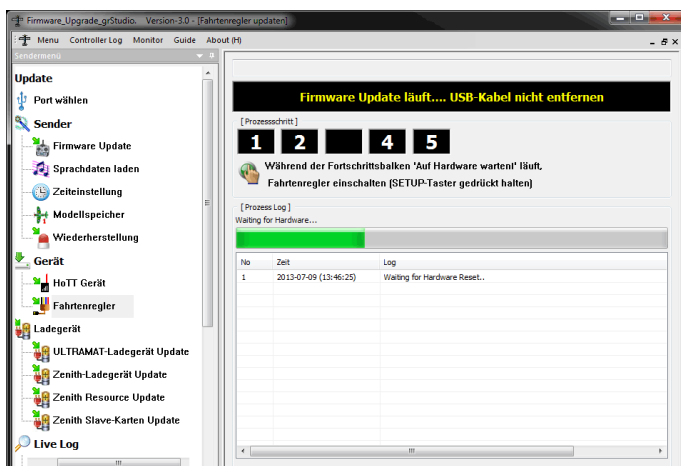 Firmware_Upgrade_grStudio. Version-3.0 - [Fahrtenregler updaten]
Menu Controller Log Monitor Guide About (H)
Sendermenü
Update
Port wählen
Sender
Firmware Update
Sprachdaten laden
Zeiteinstellung
Modellspeicher
Wiederherstellung
Gerät
HoTT Gerät
Fahrtenregler
Ladegerät
ULTRAMAT-Ladegerät Update
Zenith-Ladegerät Update
Zenith Resource Update
Zenith Slave-Karten Update
Live Log
Firmware Update läuft.... USB-Kabel nicht entfernen
[ Prozessschritt ]
1 2 4 5
Während der Fortschrittsbalken 'Auf Hardware warten!' läuft,
Fahrtenregler einschalten (SETUP-Taster gedrückt halten)
[ Prozess Log ]
Waiting for Hardware...
No Zeit Log
1 2013-07-09 (13:46:25) Waiting for Hardware Reset..